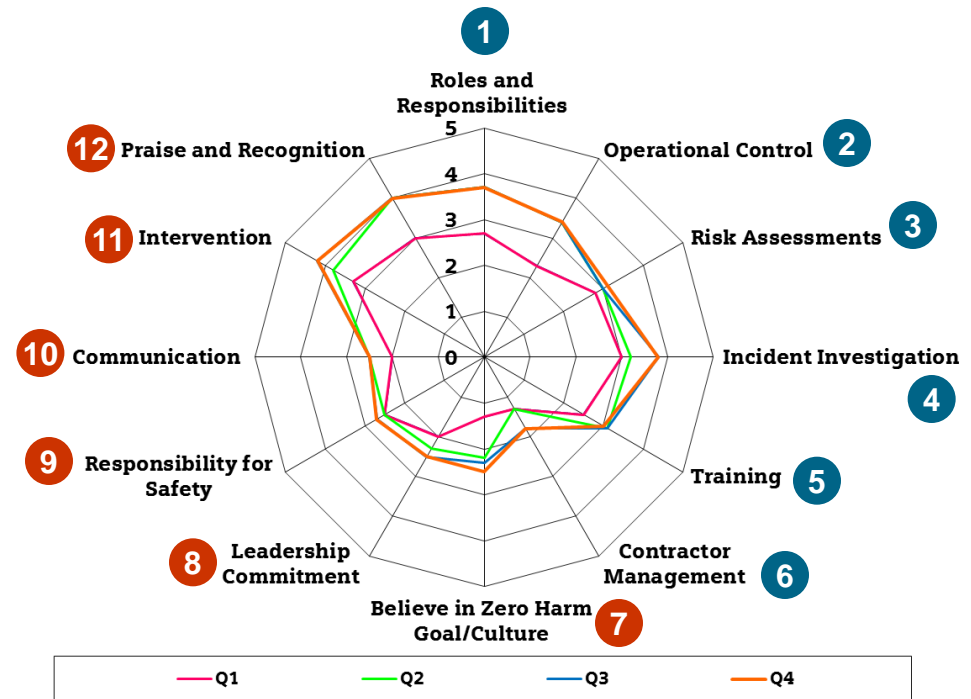 1
Roles and
Responsibilities
12 Praise and Recognition
Operational Control 2
11 Intervention
Risk Assessments 3
10 Communication
Incident Investigation
4
9 Responsibility for
Safety
Training 5
8 Leadership
Commitment
Contractor
Management 6
Believe in Zero Harm
Goal/Culture 7
5
4
3
2
1
0
Q1 Q2 Q3 Q4